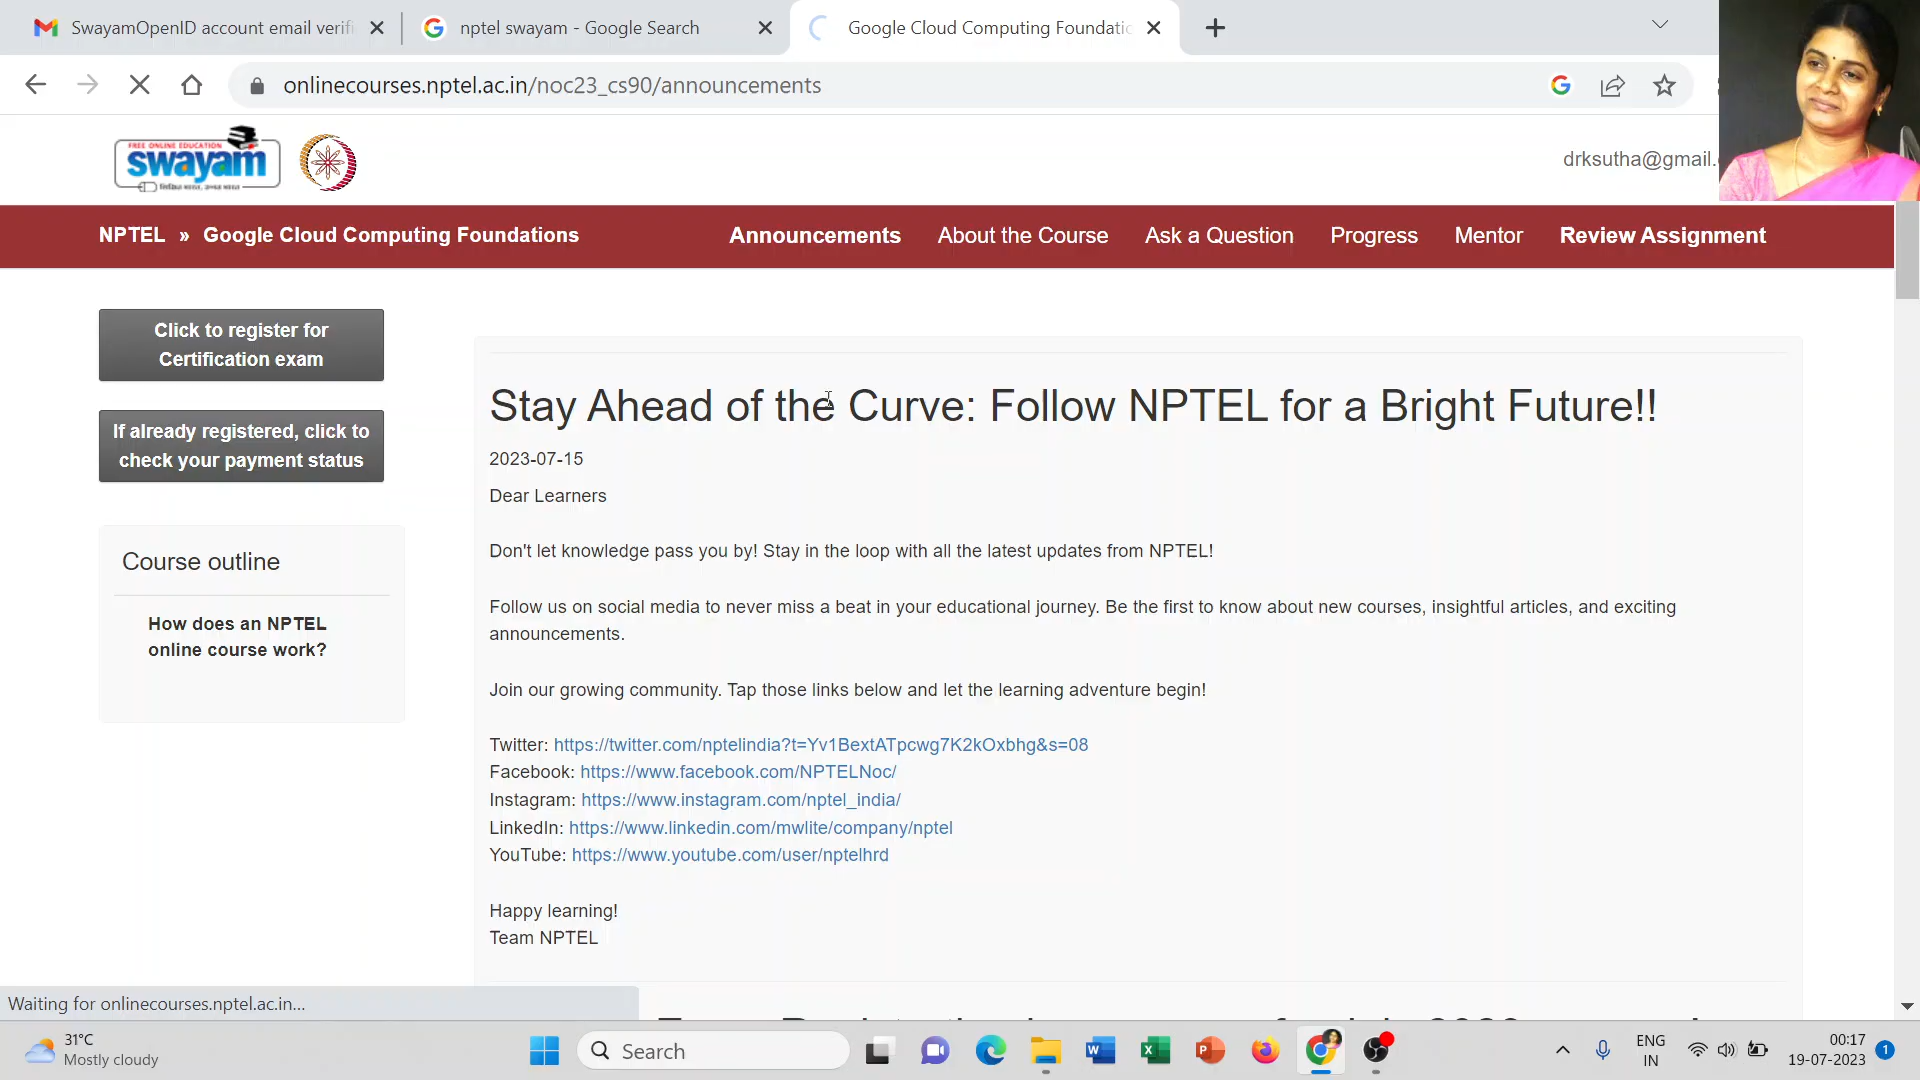 SwayamOpenID account email verifi
nptel swayam - Google Search
Google Cloud Computing Foundatio
onlinecourses.nptel.ac.in/noc23_cs90/announcements
FREE ONLINE EDUCATION
swayam
drksutha@gmail.
NPTEL » Google Cloud Computing Foundations
Announcements About the Course Ask a Question Progress Mentor Review Assignment
Click to register for
Certification exam
If already registered, click to
check your payment status
Course outline
How does an NPTEL
online course work?
Stay Ahead of the Curve: Follow NPTEL for a Bright Future!!
2023-07-15
Dear Learners
Don't let knowledge pass you by! Stay in the loop with all the latest updates from NPTEL!
Follow us on social media to never miss a beat in your educational journey. Be the first to know about new courses, insightful articles, and exciting
announcements.
Join our growing community. Tap those links below and let the learning adventure begin!
Twitter: https://twitter.com/nptelindia?t=Yv1BextATpcwg7K2kOxbhg&s=08
Facebook: https://www.facebook.com/NPTELNoc/
Instagram: https://www.instagram.com/nptel_india/
LinkedIn: https://www.linkedin.com/mwlite/company/nptel
YouTube: https://www.youtube.com/user/nptelhrd
Happy learning!
Team NPTEL
Waiting for onlinecourses.nptel.ac.in...
31°C
Mostly cloudy
Search
ENG
IN
00:17
19-07-2023
1